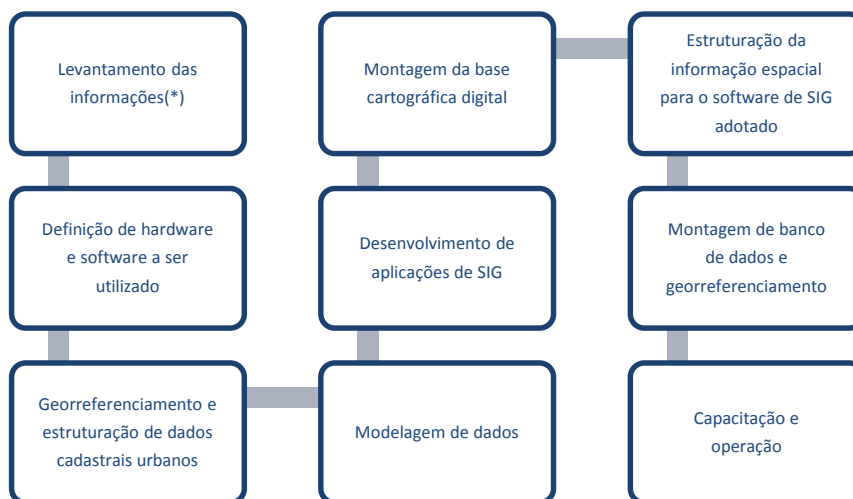 Levantamento das
informações(*)
Definição de hardware
e software a ser
utilizado
Georreferenciamento e
estruturação de dados
cadastrais urbanos
Modelagem de dados
Desenvolvimento de
aplicações de SIG
Montagem da base
cartográfica digital
Estruturação da
informação espacial
para o software de SIG
adotado
Montagem de banco
de dados e
georreferenciamento
Capacitação e
operação